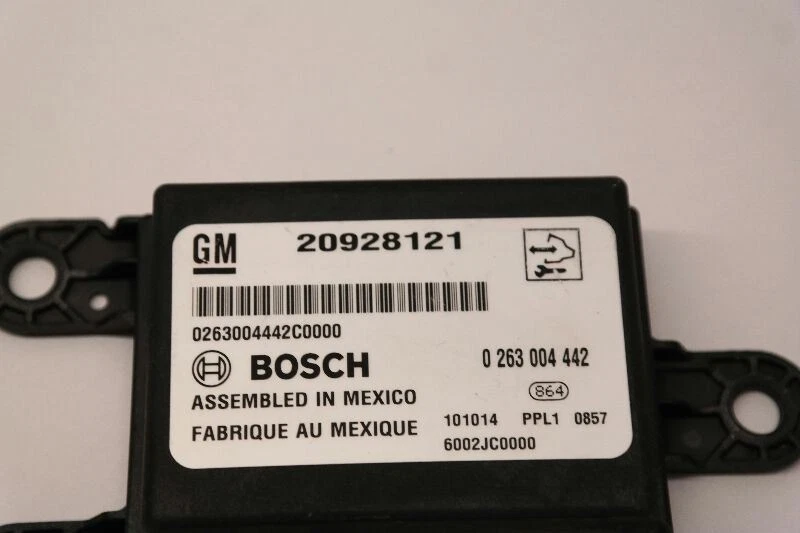 GM 20928121
0263004442C0000
BOSCH 0 263 004 442
864
ASSEMBLED IN MEXICO
101014 PPL1 0857
FABRIQUE AU MEXIQUE
6002JC0000